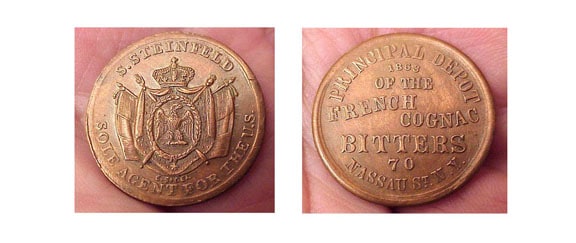 S. STEINFELD
SOLE AGENT FOR THE U.S.
PRINCIPAL DEPOT
1863
OF THE
FRENCH
COGNAC
BITTERS
70
NASSAU ST. N.Y.